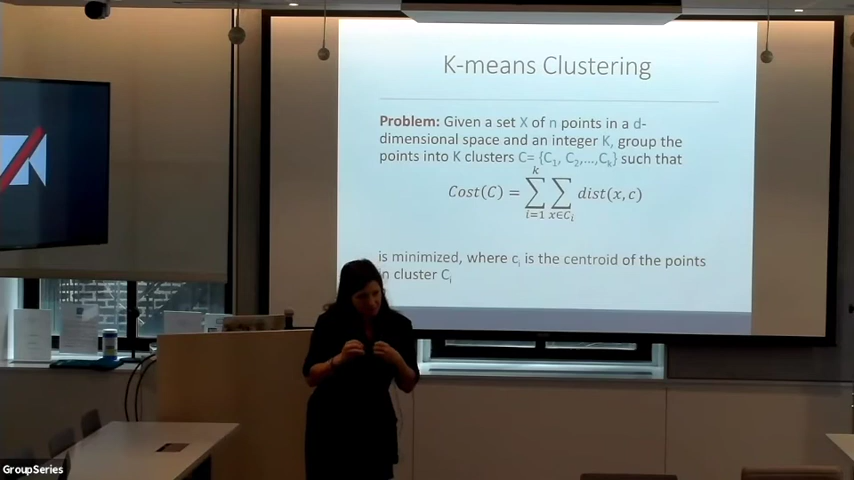 K-means Clustering
Problem: Given a set X of n points in a d-
dimensional space and an integer K, group the
points into K clusters C= {C₁, C₂,...,Cₖ} such that
Cost(C) = ∑_{i=1}^{k} ∑_{x∈C_i} dist(x, c)
is minimized, where cᵢ is the centroid of the points
in cluster Cᵢ
GroupSeries